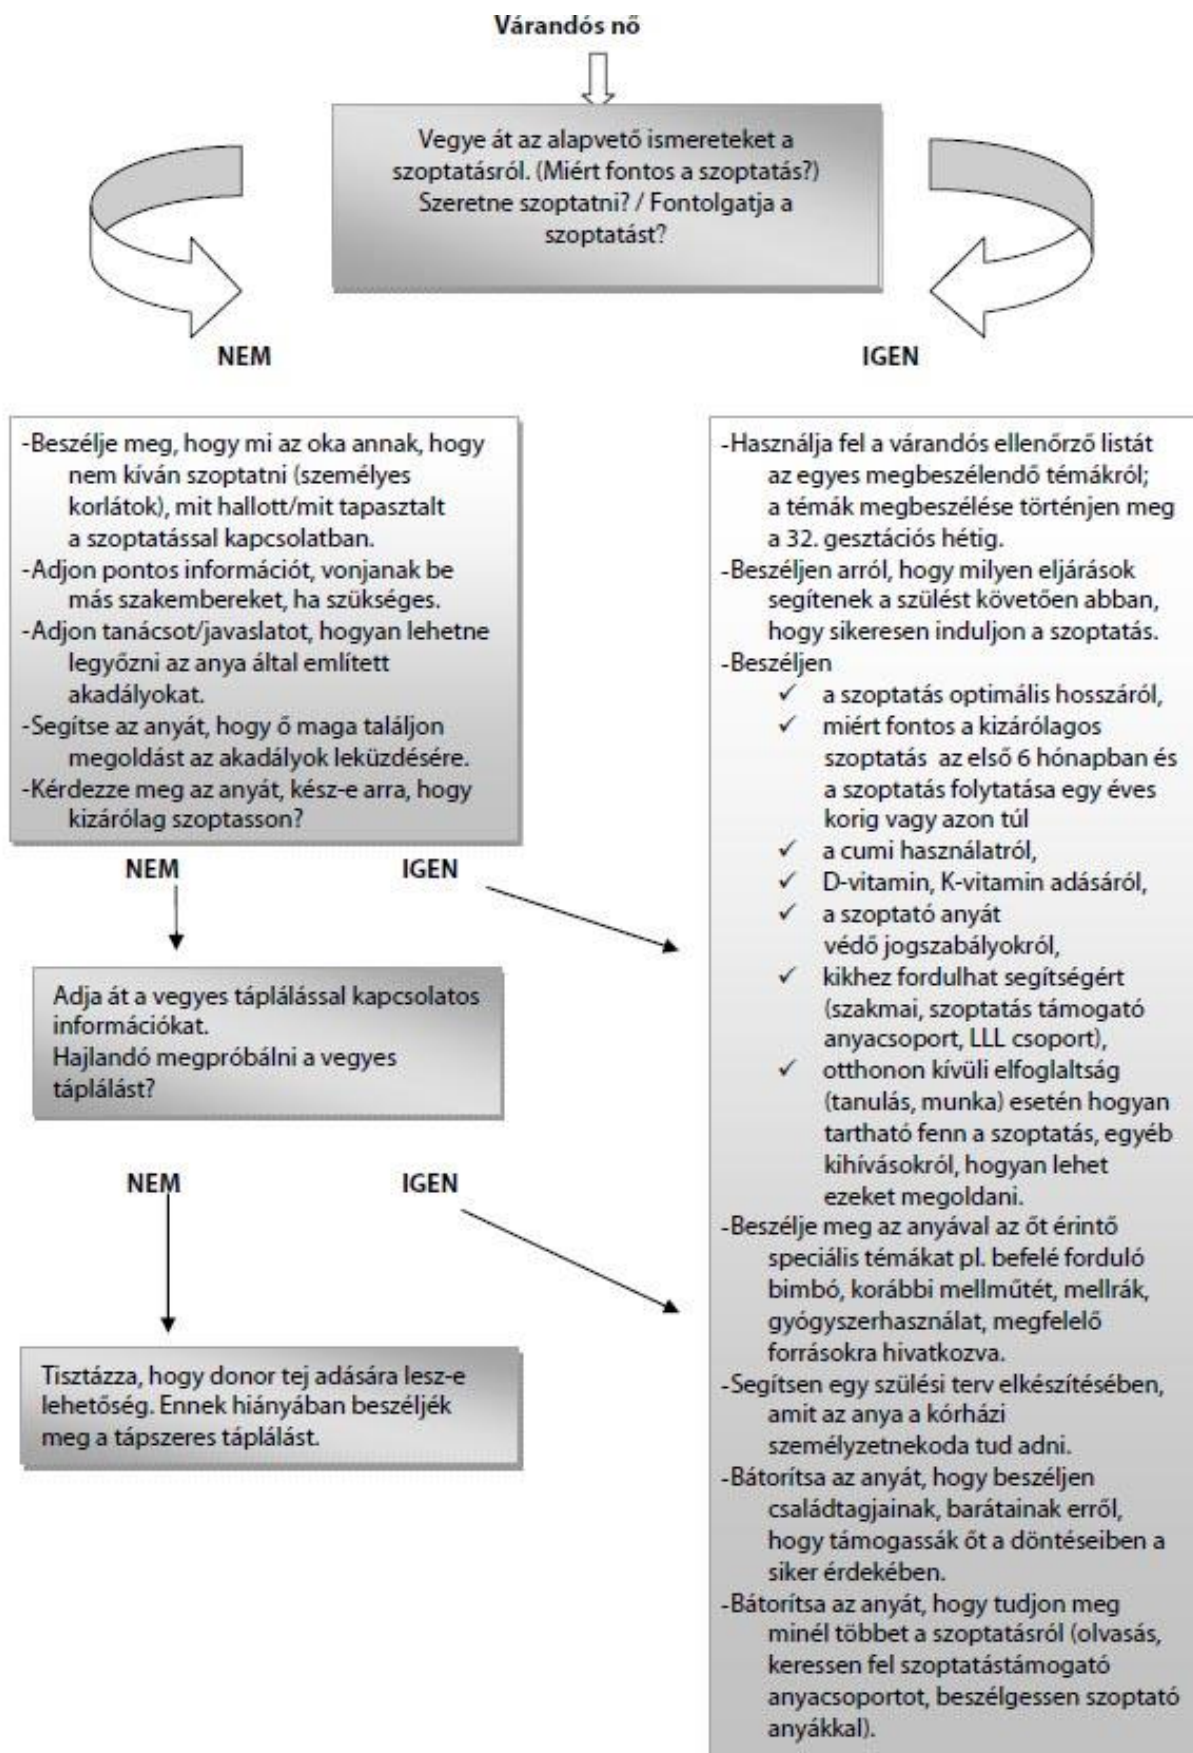 Várandós nő
Vegye át az alapvető ismereteket a
szoptatásról. (Miért fontos a szoptatás?)
Szeretne szoptatni? / Fontolgatja a
szoptatást?
NEM
IGEN
-Beszélje meg, hogy mi az oka annak, hogy
nem kíván szoptatni (személyes
korlátok), mit hallott/mit tapasztalt
a szoptatással kapcsolatban.
-Adjon pontos információt, vonjanak be
más szakembereket, ha szükséges.
-Adjon tanácsot/javaslatot, hogyan lehetne
legyőzni az anya által említett
akadályokat.
-Segítse az anyát, hogy ő maga találjon
megoldást az akadályok leküzdésére.
-Kérdezze meg az anyát, kész-e arra, hogy
kizárólag szoptasson?
NEM
IGEN
Adja át a vegyes táplálással kapcsolatos
információkat.
Hajlandó megpróbálni a vegyes
táplálást?
NEM
IGEN
Tisztázza, hogy donor tej adására lesz-e
lehetőség. Ennek hiányában beszéljék
meg a tápszeres táplálást.
-Használja fel a várandós ellenőrző listát
az egyes megbeszélendő témákról;
a témák megbeszélése történjen meg
a 32. gesztációs hétig.
-Beszéljen arról, hogy milyen eljárások
segítenek a szülést követően abban,
hogy sikeresen induljon a szoptatás.
-Beszéljen
✓ a szoptatás optimális hosszáról,
✓ miért fontos a kizárólagos
szoptatás az első 6 hónapban és
a szoptatás folytatása egy éves
korig vagy azon túl
✓ a cumi használatról,
✓ D-vitamin, K-vitamin adásáról,
✓ a szoptató anyát
védő jogszabályokról,
✓ kikhez fordulhat segítségért
(szakmai, szoptatás támogató
anyacsoport, LLL csoport),
✓ otthonon kívüli elfoglaltság
(tanulás, munka) esetén hogyan
tartható fenn a szoptatás, egyéb
kihívásokról, hogyan lehet
ezeket megoldani.
-Beszélje meg az anyával az őt érintő
speciális témákat pl. befelé forduló
bimbó, korábbi mellműtét, mellrák,
gyógyszerhasználat, megfelelő
forrásokra hivatkozva.
-Segítsen egy szülési terv elkészítésében,
amit az anya a kórházi
személyzetnekoda tud adni.
-Bátorítsa az anyát, hogy beszéljen
családtagjainak, barátainak erről,
hogy támogassák őt a döntéseiben a
siker érdekében.
-Bátorítsa az anyát, hogy tudjon meg
minél többet a szoptatásról (olvasás,
keressen fel szoptatástámogató
anyacsoportot, beszélgessen szoptató
anyákkal).